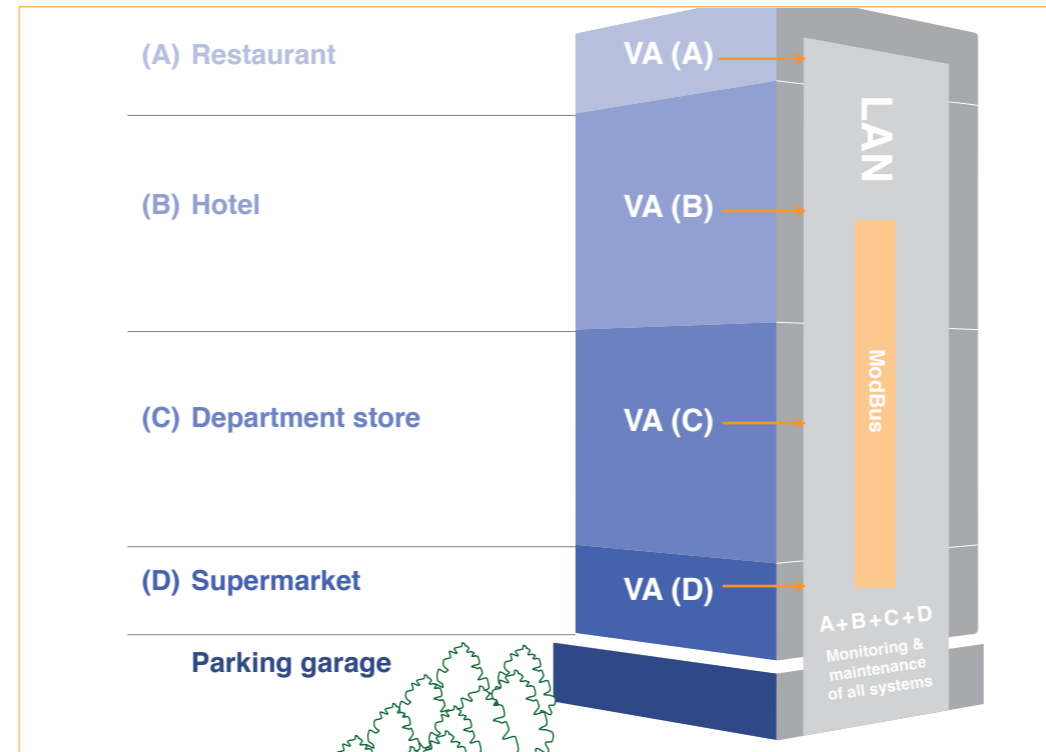 (A) Restaurant
VA (A)
LAN
(B) Hotel
VA (B)
ModBus
(C) Department store
VA (C)
(D) Supermarket
VA (D)
A+B+C+D
Parking garage
Monitoring &
maintenance
of all systems